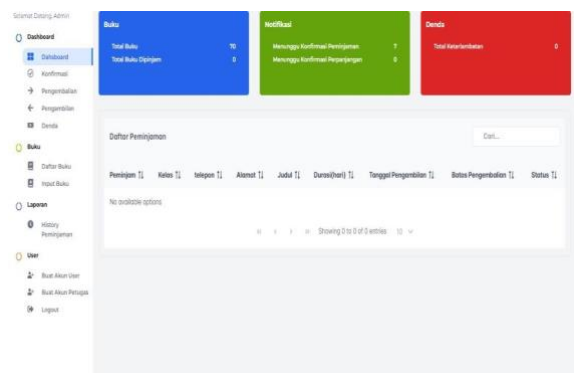 Selamat Datang, Admin
Dashboard
Dahsboard
Konfirmasi
Pengembalian
Pengembilan
Denda
Buku
Daftar Buku
Input Buku
Laporan
History
Peminjaman
User
Buat Akun User
Buat Akun Petugas
Logout
Buku
Total Buku 70
Total Buku Dipinjam 0
Notifikasi
Menunggu Konfirmasi Peminjaman 7
Menunggu Konfirmasi Perpanjangan 0
Denda
Total Keterlambatan 0
Daftar Peminjaman
Cari...
Peminjam Kelas telepon Alamat Judul Durasi(hari) Tanggal Pengambilan Batas Pengembalian Status
No available options
Showing 0 to 0 of 0 entries 10